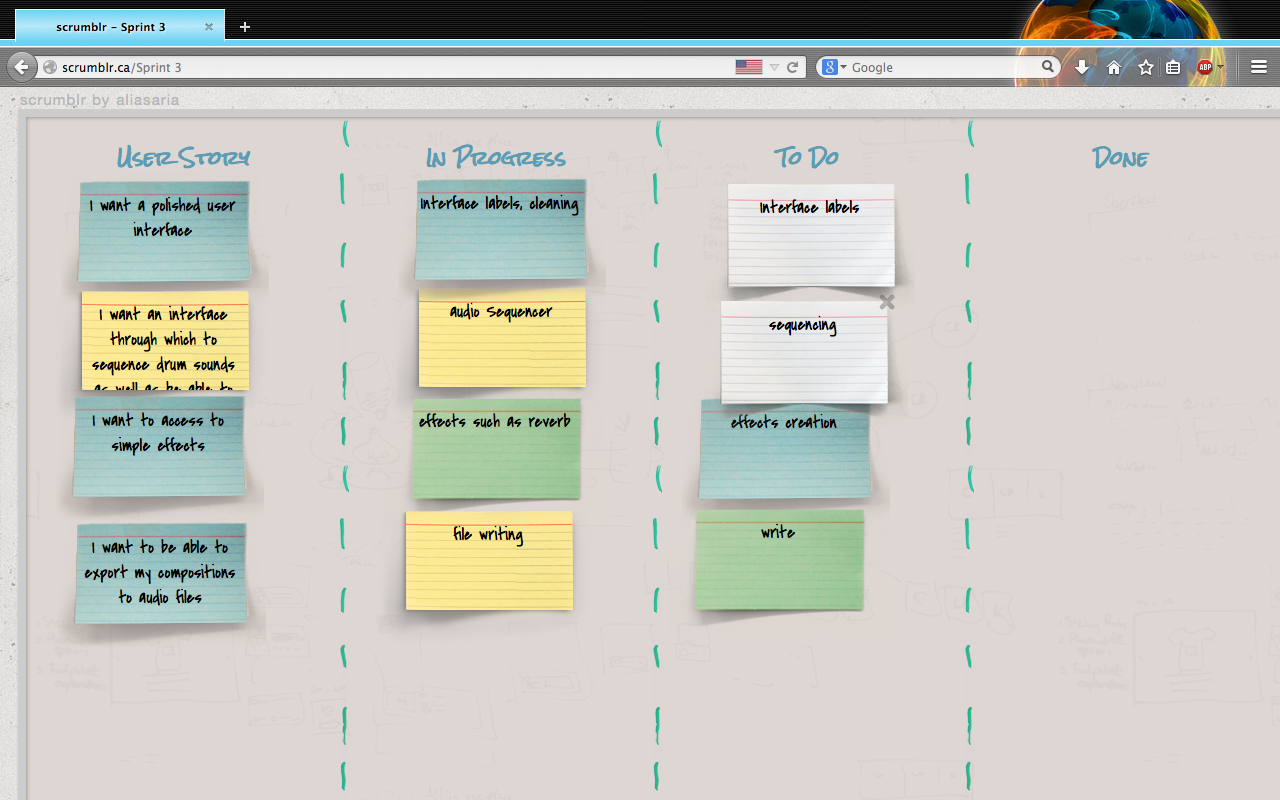 scrumblr – Sprint 3
scrumblr.ca/Sprint 3
Google
ABP
scrumblr by aliasaria
User Story
In Progress
To Do
Done
I want a polished user
interface
Interface labels, cleaning
Interface labels
I want an interface
through which to
sequence drum sounds
as well as be able to
audio Sequencer
sequencing
I want to access to
simple effects
effects such as reverb
effects creation
I want to be able to
export my compositions
to audio files
file writing
write